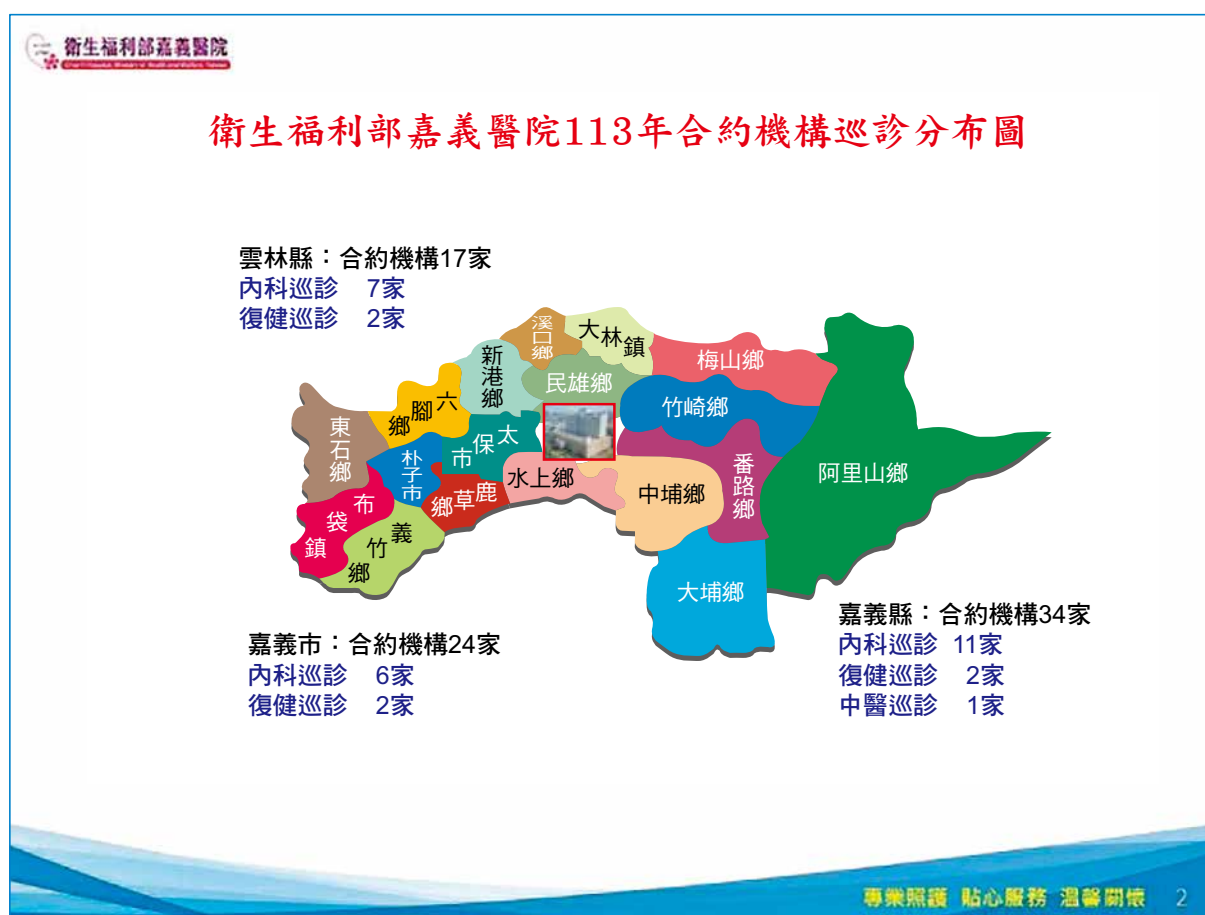 衛生福利部嘉義醫院
衛生福利部嘉義醫院113年合約機構巡診分布圖
雲林縣：合約機構17家
內科巡診 7家
復健巡診 2家
溪口鄉
大林鎮
新港鄉
民雄鄉
梅山鄉
六腳鄉
竹崎鄉
東石鄉
太保市
朴子市
番路鄉
阿里山鄉
水上鄉
中埔鄉
鹿草鄉
布袋鎮
義竹鄉
大埔鄉
嘉義市：合約機構24家
內科巡診 6家
復健巡診 2家
嘉義縣：合約機構34家
內科巡診 11家
復健巡診 2家
中醫巡診 1家
專業照護 貼心服務 溫馨關懷 2